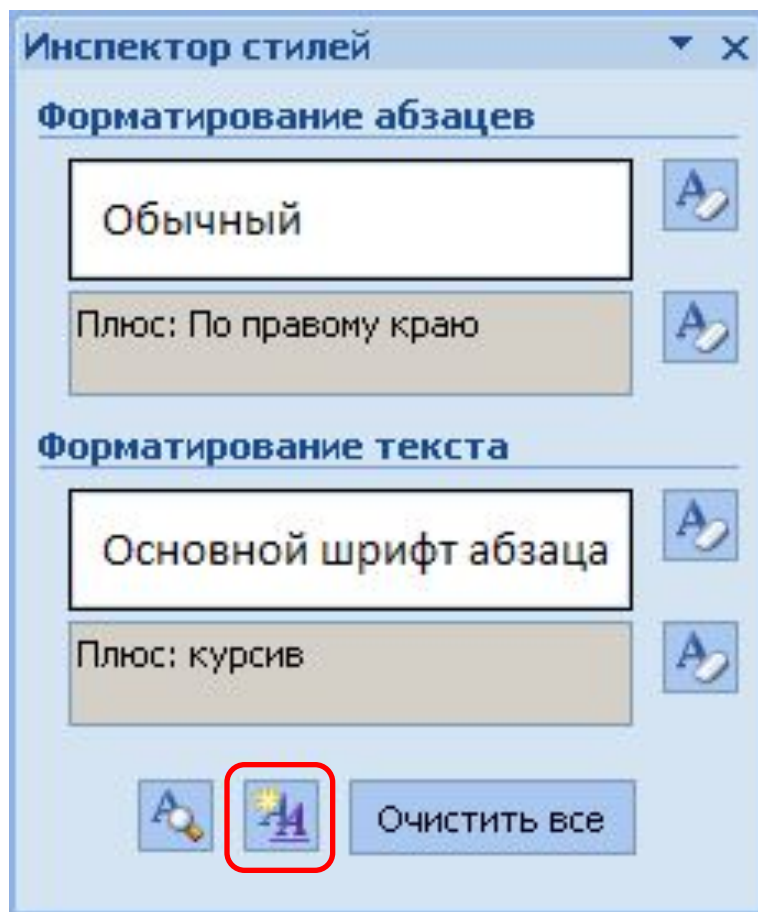 Инспектор стилей
Форматирование абзацев
Обычный
Плюс: По правому краю
Форматирование текста
Основной шрифт абзаца
Плюс: курсив
Очистить все